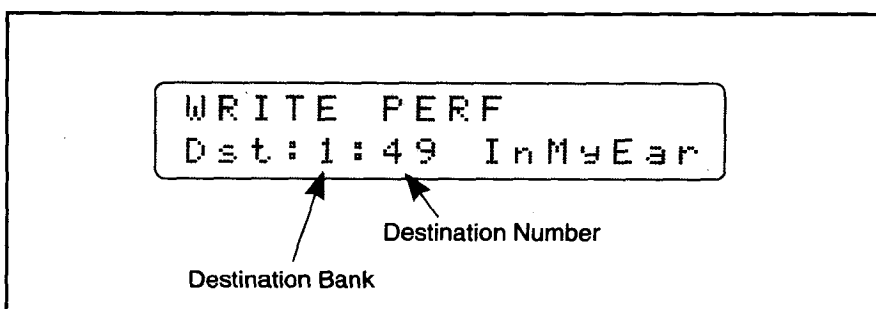 WRITE PERF
Dst:1:49 InMyEar
Destination Number
Destination Bank